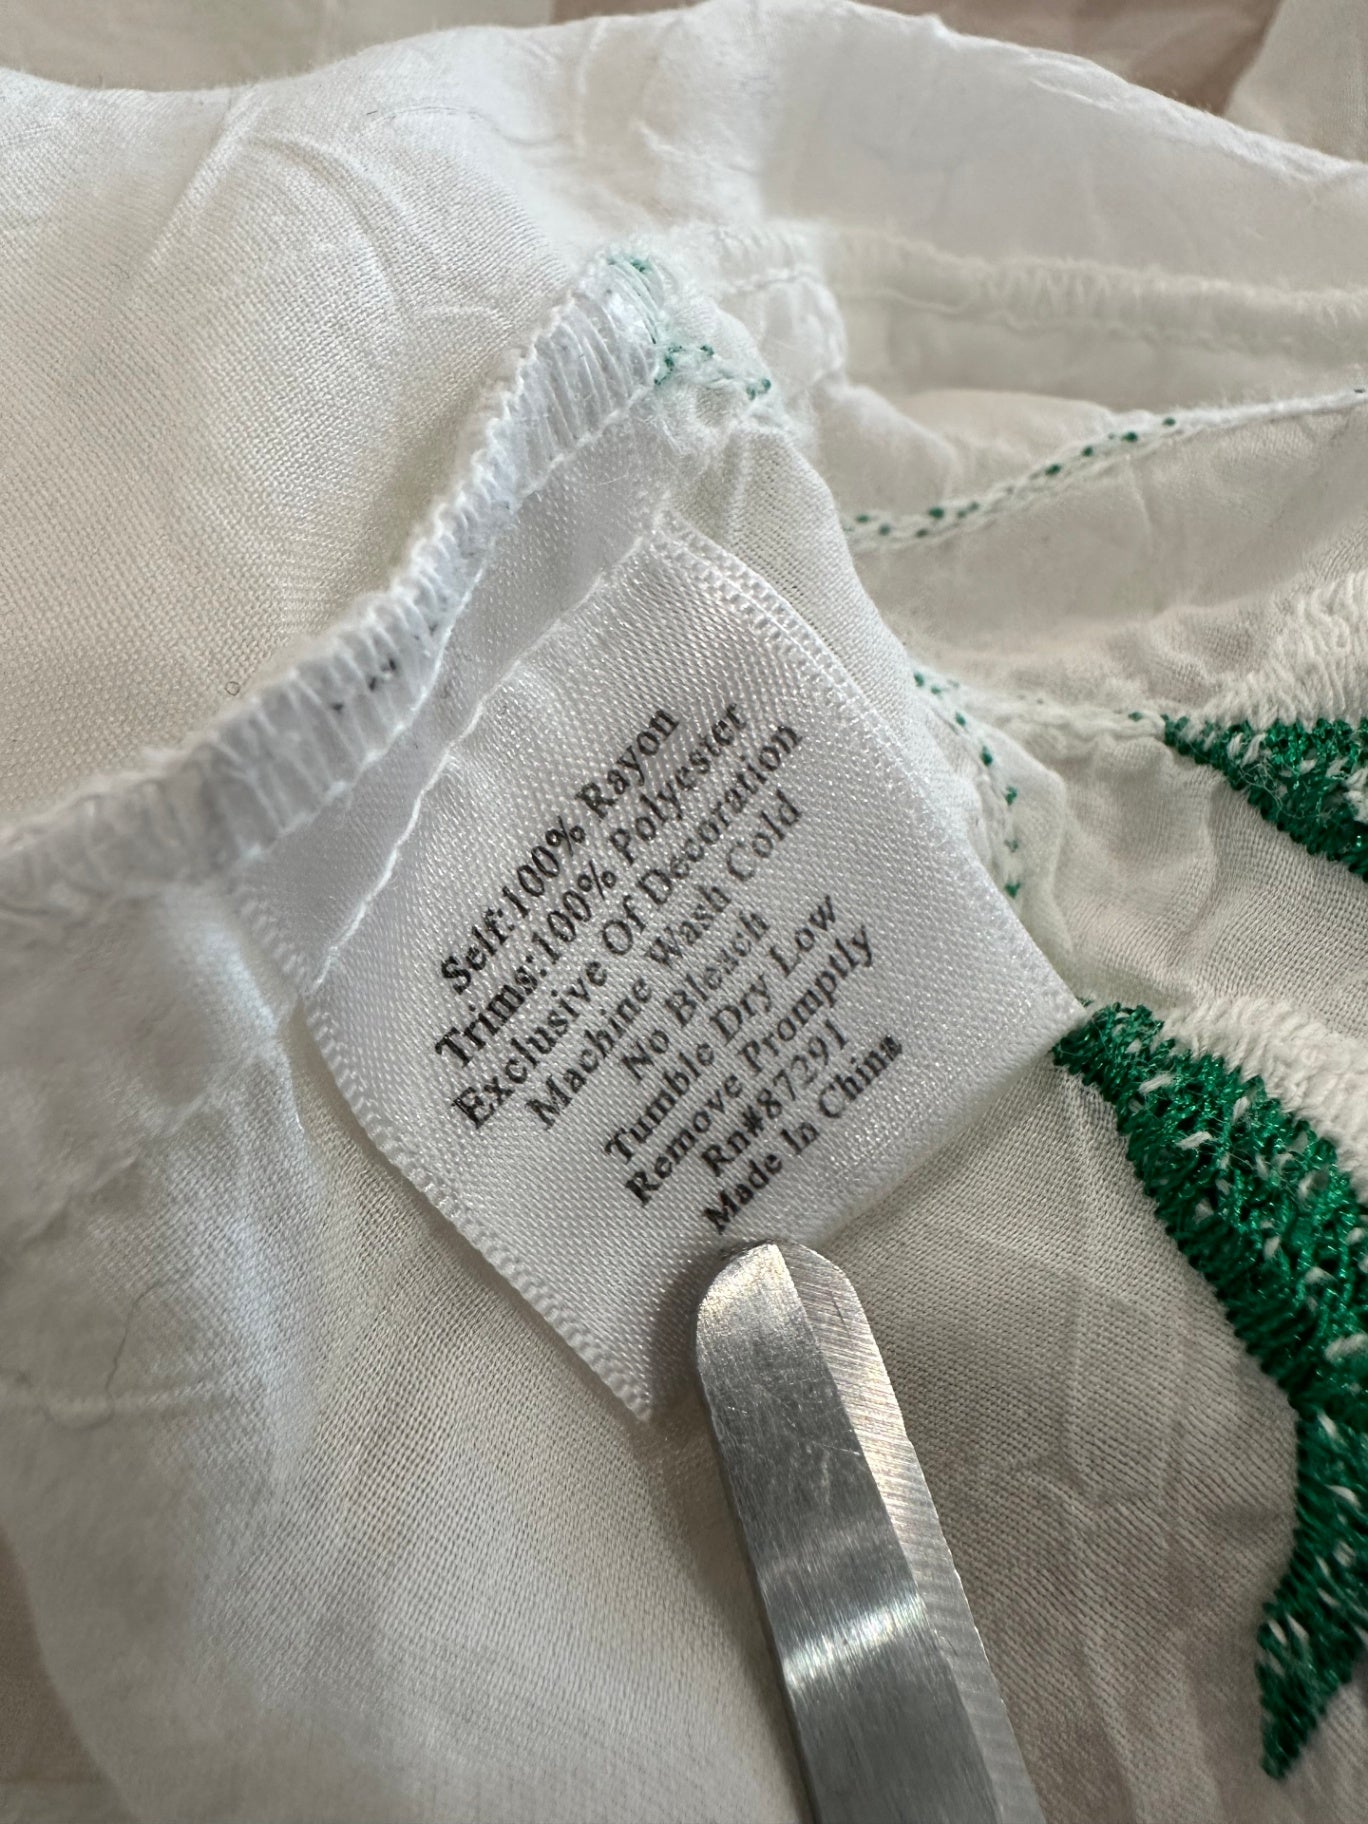 Self:100% Rayon
Trims:100% Polyester
Exclusive Of Decoration
Machine Wash Cold
No Bleach
Tumble Dry Low
Remove Promptly
Rn#87291
Made In China